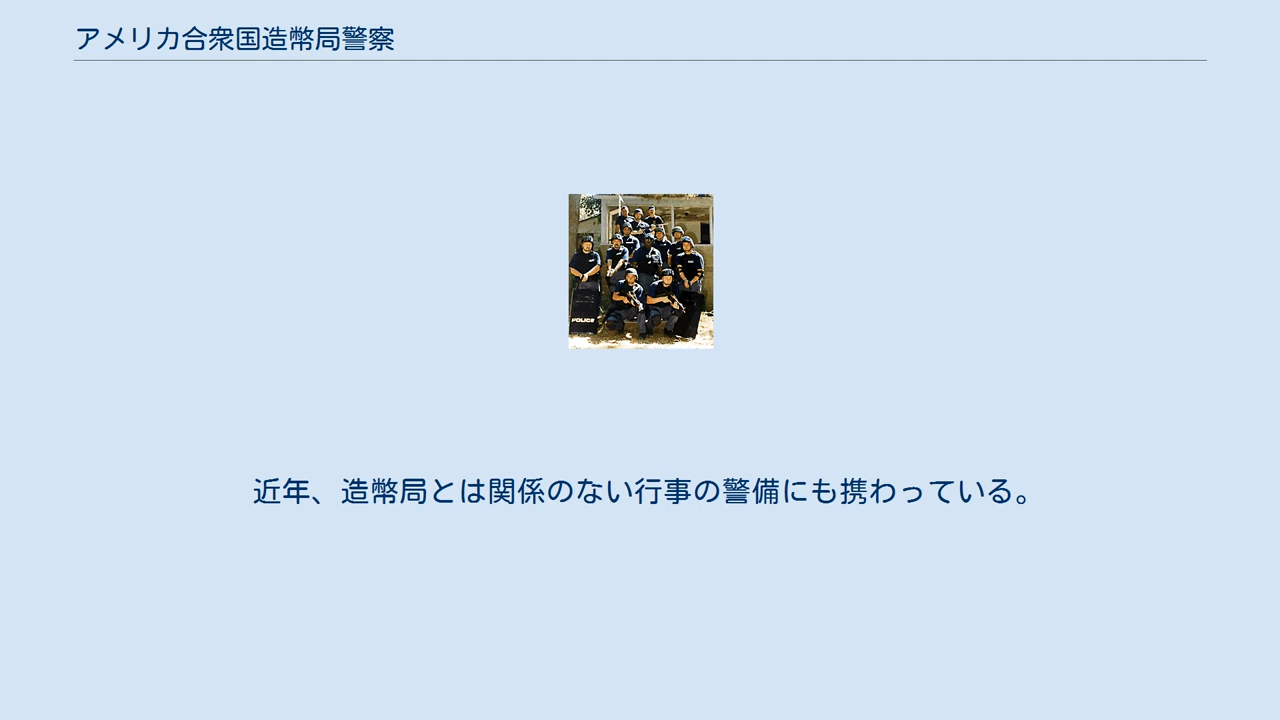 アメリカ合衆国造幣局警察
POLICE
近年、造幣局とは関係のない行事の警備にも携わっている。